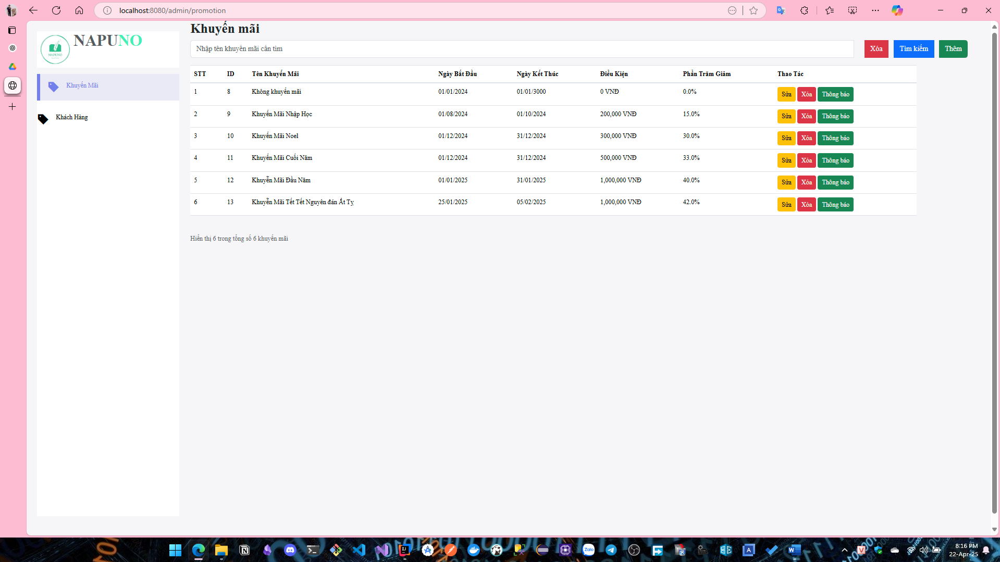 localhost:8080/admin/promotion
NAPUNO
NAPUNO
Khuyến Mãi
Khách Hàng
Khuyến mãi
Nhập tên khuyến mãi cần tìm
Xóa Tìm kiếm Thêm
STT ID Tên Khuyến Mãi Ngày Bắt Đầu Ngày Kết Thúc Điều Kiện Phần Trăm Giảm Thao Tác
1 8 Không khuyến mãi 01/01/2024 01/01/3000 0 VNĐ 0.0% Sửa Xóa Thông báo
2 9 Khuyến Mãi Nhập Học 01/08/2024 01/10/2024 200,000 VNĐ 15.0% Sửa Xóa Thông báo
3 10 Khuyến Mãi Noel 01/12/2024 31/12/2024 300,000 VNĐ 30.0% Sửa Xóa Thông báo
4 11 Khuyến Mãi Cuối Năm 01/12/2024 31/12/2024 500,000 VNĐ 33.0% Sửa Xóa Thông báo
5 12 Khuyễn Mãi Đầu Năm 01/01/2025 31/01/2025 1,000,000 VNĐ 40.0% Sửa Xóa Thông báo
6 13 Khuyễn Mãi Tết Tết Nguyên đán Ất Tỵ 25/01/2025 05/02/2025 1,000,000 VNĐ 42.0% Sửa Xóa Thông báo
Hiển thị 6 trong tổng số 6 khuyến mãi
8:16 PM
22-Apr-25